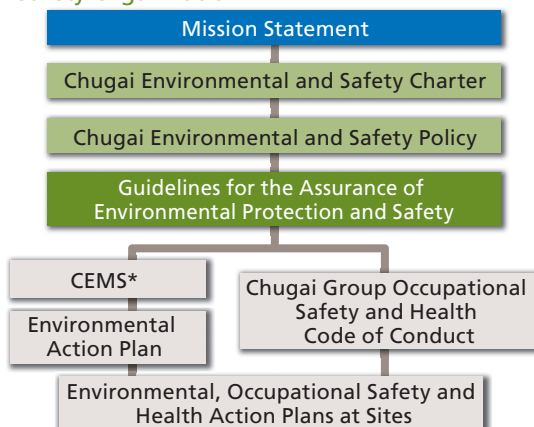 Mission Statement
Chugai Environmental and Safety Charter
Chugai Environmental and Safety Policy
Guidelines for the Assurance of
Environmental Protection and Safety
CEMS*
Environmental
Action Plan
Chugai Group Occupational
Safety and Health
Code of Conduct
Environmental, Occupational Safety and
Health Action Plans at Sites